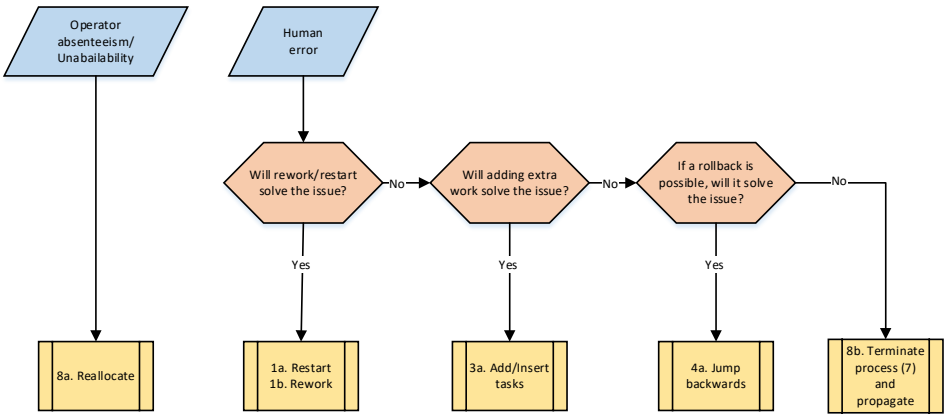 Operator
absenteeism/
Unabailability
Human
error
Will rework/restart
solve the issue?
No
Will adding extra
work solve the issue?
No
If a rollback is
possible, will it solve
the issue?
No
Yes
Yes
Yes
8a. Reallocate
1a. Restart
1b. Rework
3a. Add/Insert
tasks
4a. Jump
backwards
8b. Terminate
process (7)
and
propagate